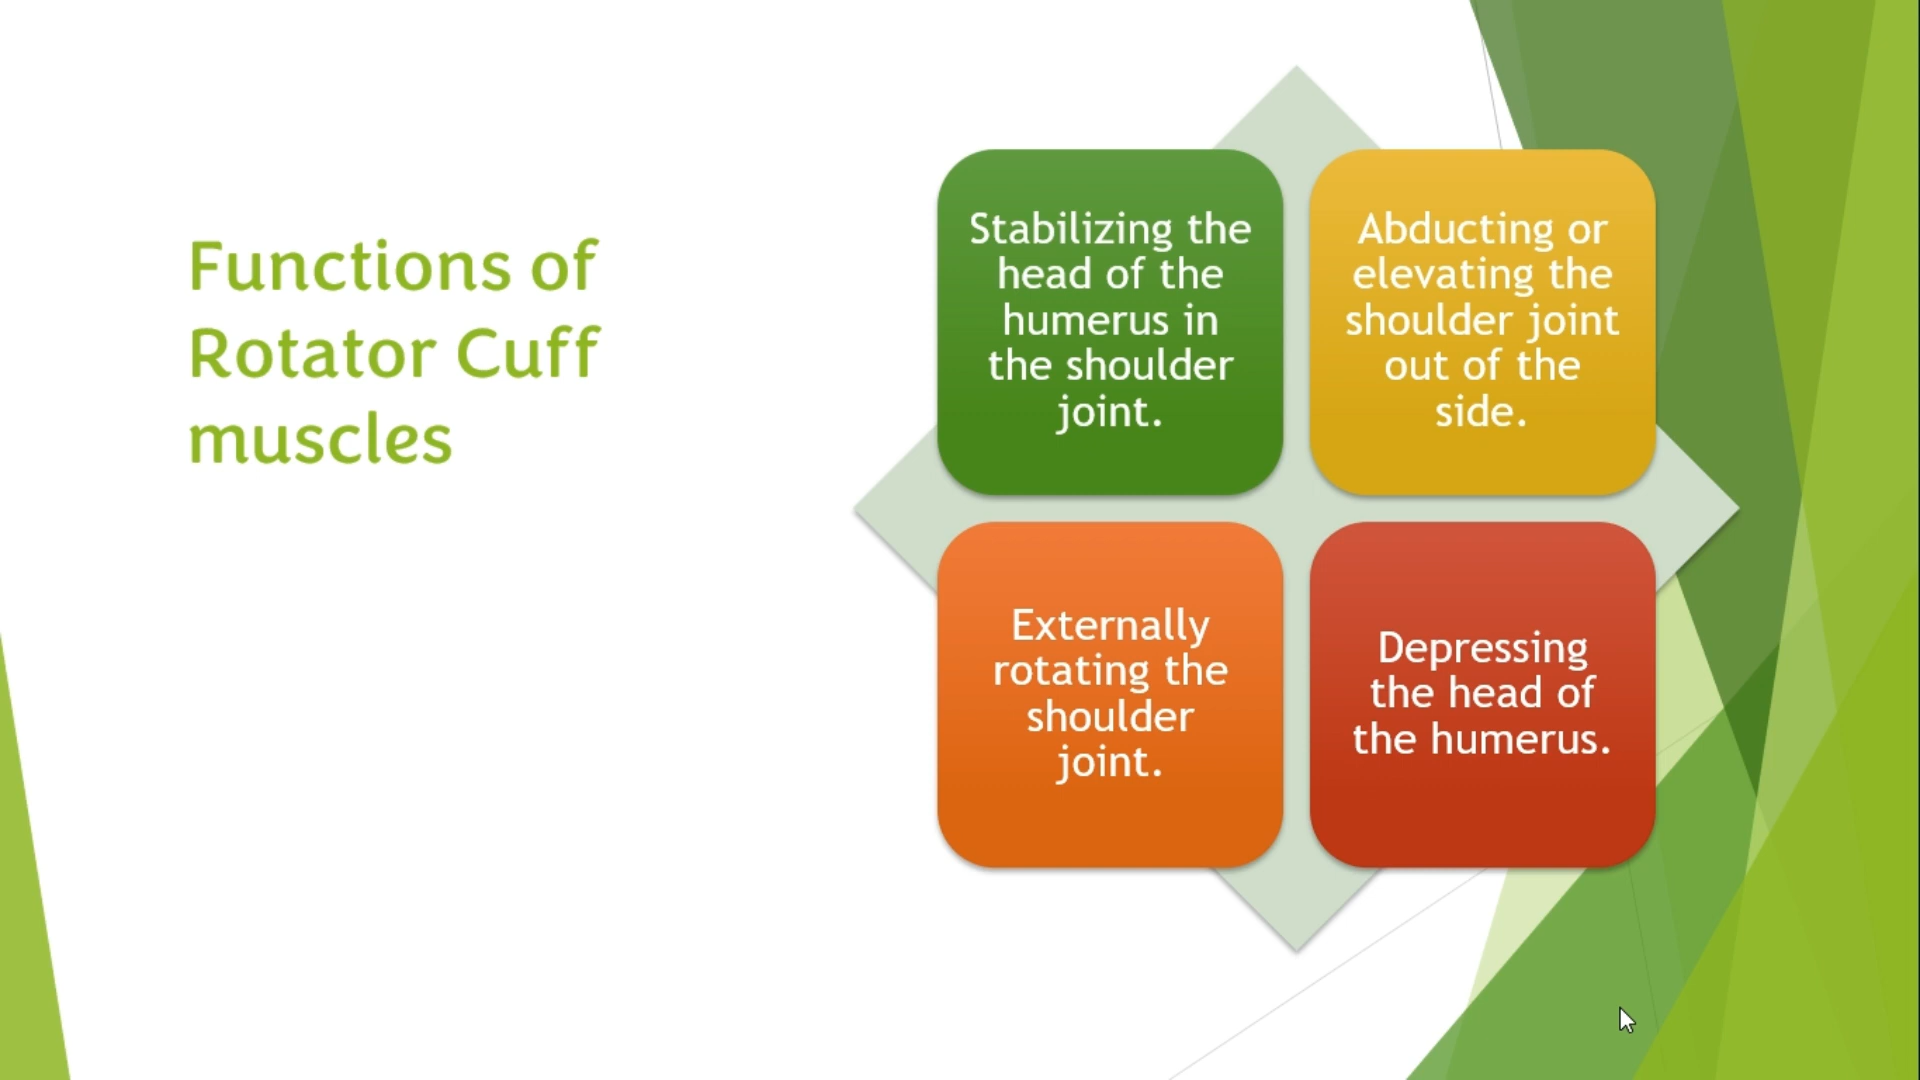 Functions of
Rotator Cuff
muscles
Stabilizing the
head of the
humerus in
the shoulder
joint.
Abducting or
elevating the
shoulder joint
out of the
side.
Externally
rotating the
shoulder
joint.
Depressing
the head of
the humerus.